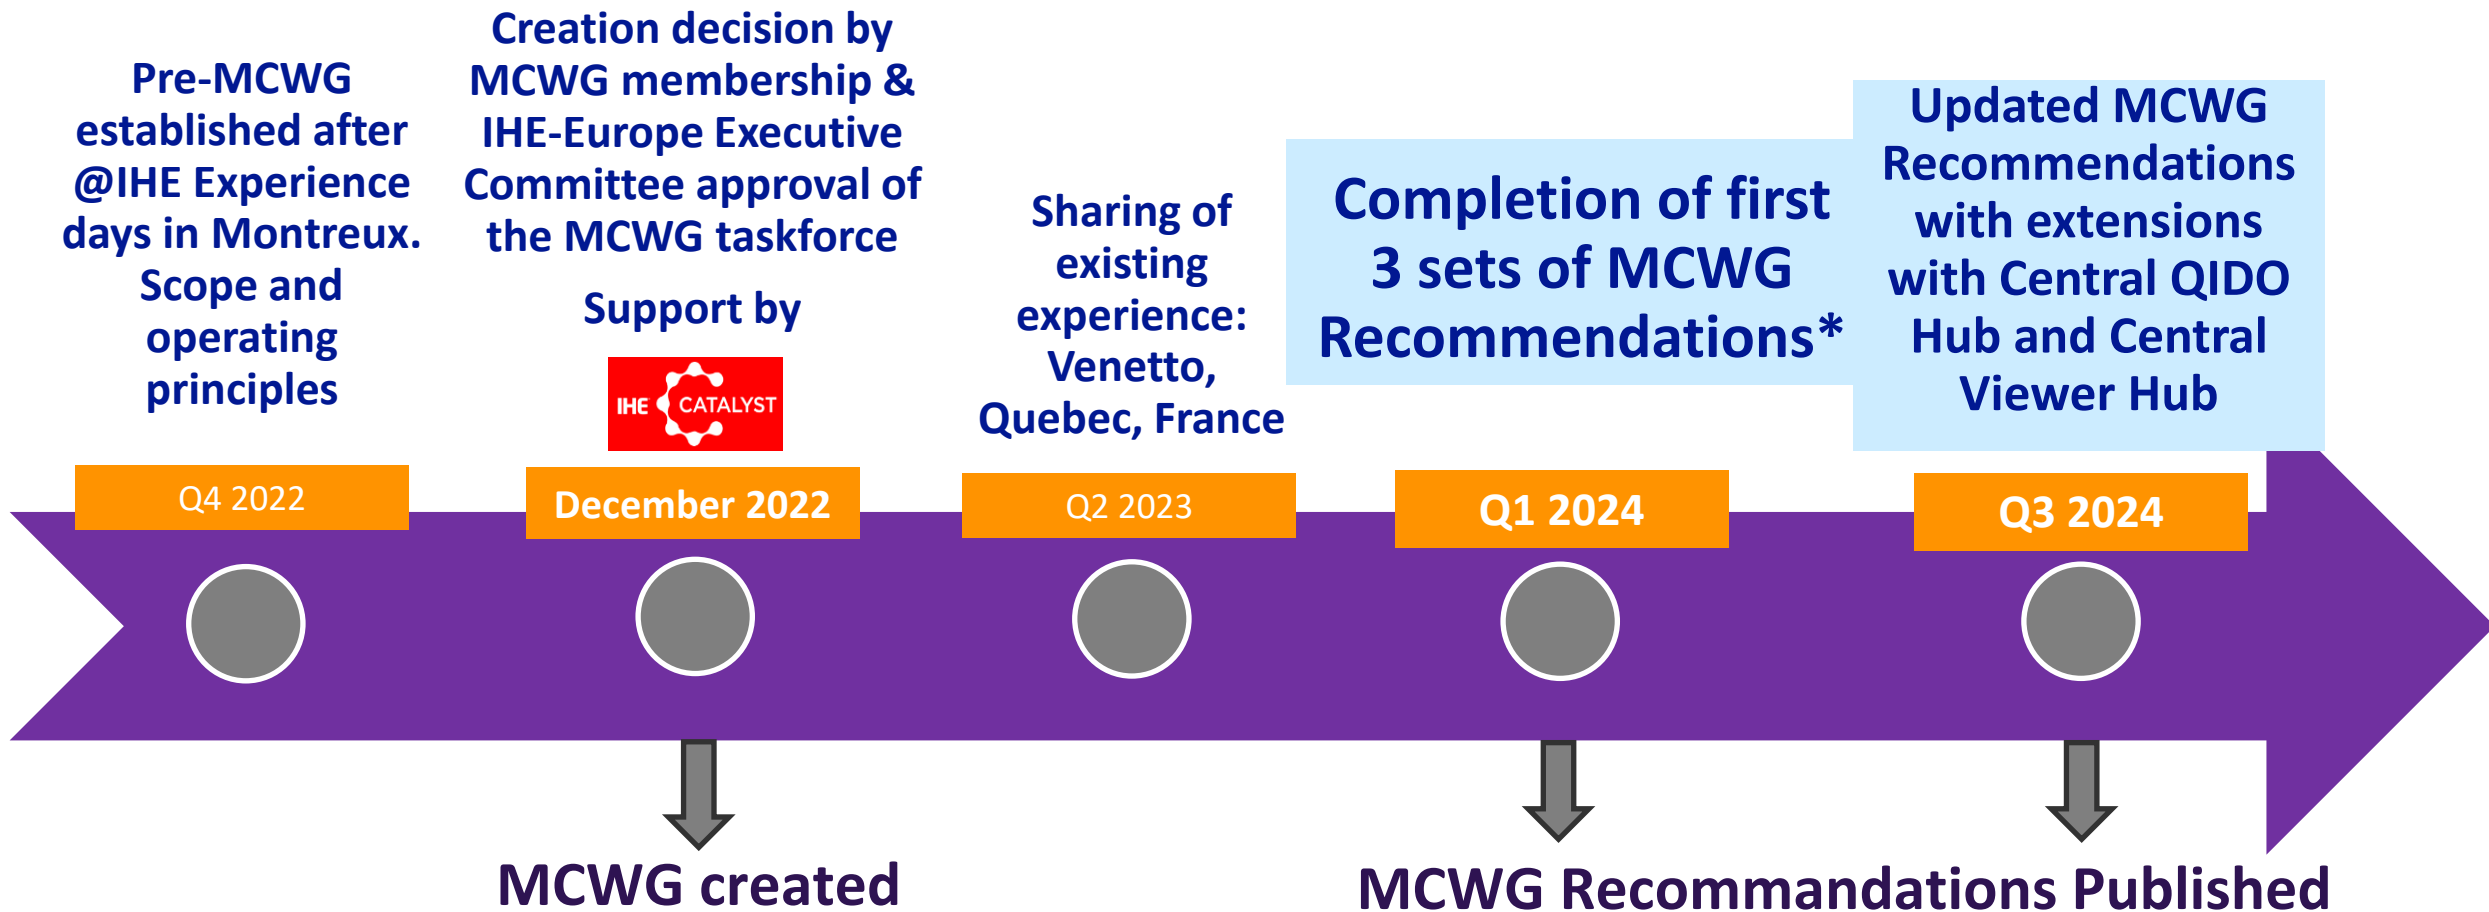 Pre-MCWG
established after
@IHE Experience
days in Montreux.
Scope and
operating
principles
Q4 2022
Creation decision by
MCWG membership &
IHE-Europe Executive
Committee approval of
the MCWG taskforce
Support by
IHE CATALYST
December 2022
Sharing of
existing
experience:
Venetto,
Quebec, France
Q2 2023
Completion of first
3 sets of MCWG
Recommendations*
Q1 2024
Updated MCWG
Recommendations
with extensions
with Central QIDO
Hub and Central
Viewer Hub
Q3 2024
MCWG created
MCWG Recommandations Published